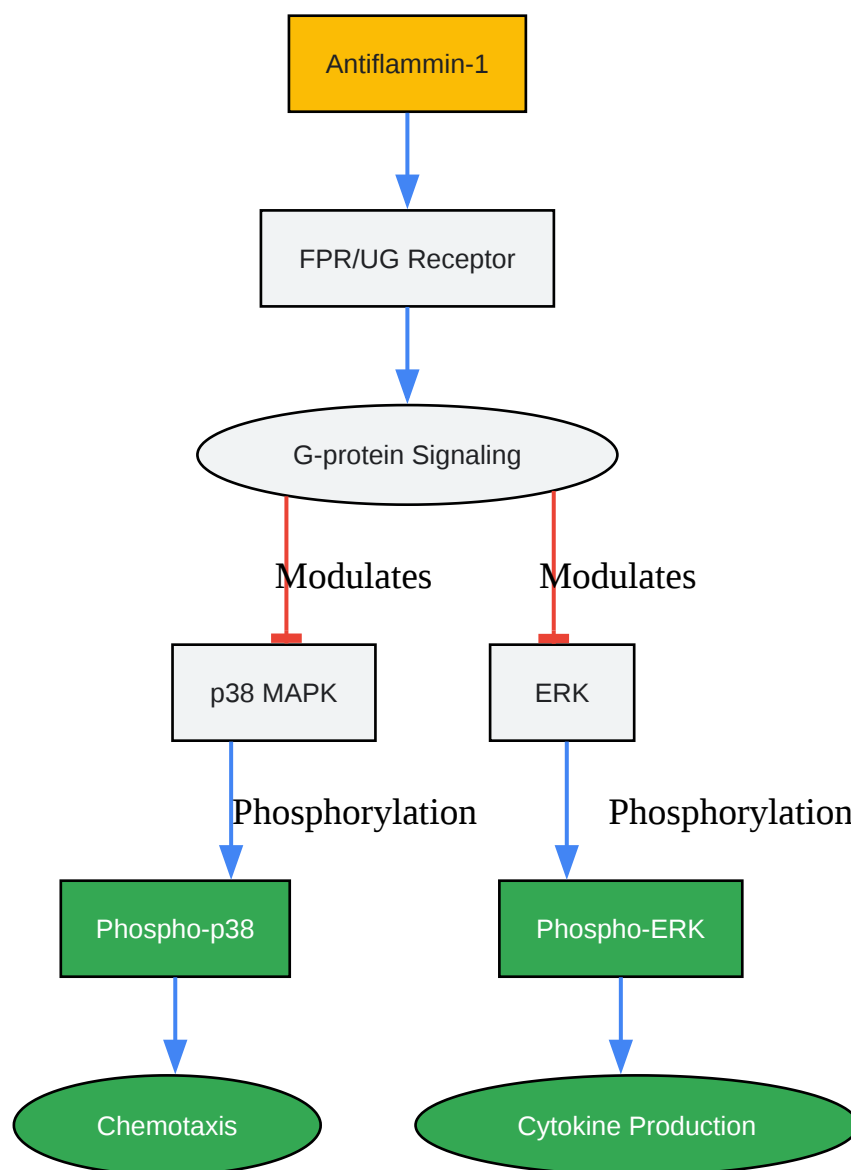 Antiflammin-1
FPR/UG Receptor
G-protein Signaling
Modulates
Modulates
p38 MAPK
ERK
Phosphorylation
Phosphorylation
Phospho-p38
Phospho-ERK
Chemotaxis
Cytokine Production